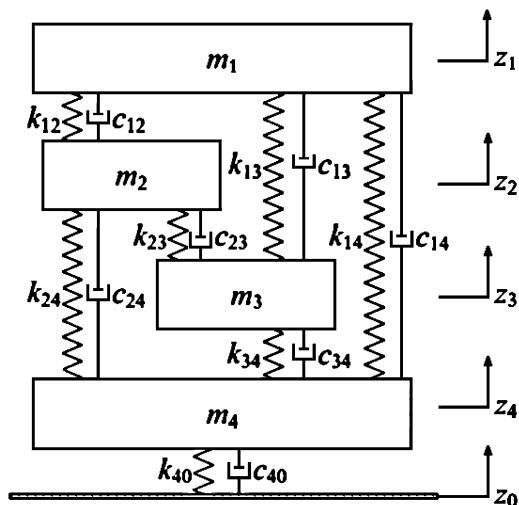 m₁
z₁
k₁₂ c₁₂
k₁₃ c₁₃
m₂
z₂
k₂₃ c₂₃
k₁₄ c₁₄
k₂₄ c₂₄
m₃
z₃
k₃₄ c₃₄
m₄
z₄
k₄₀ c₄₀
z₀